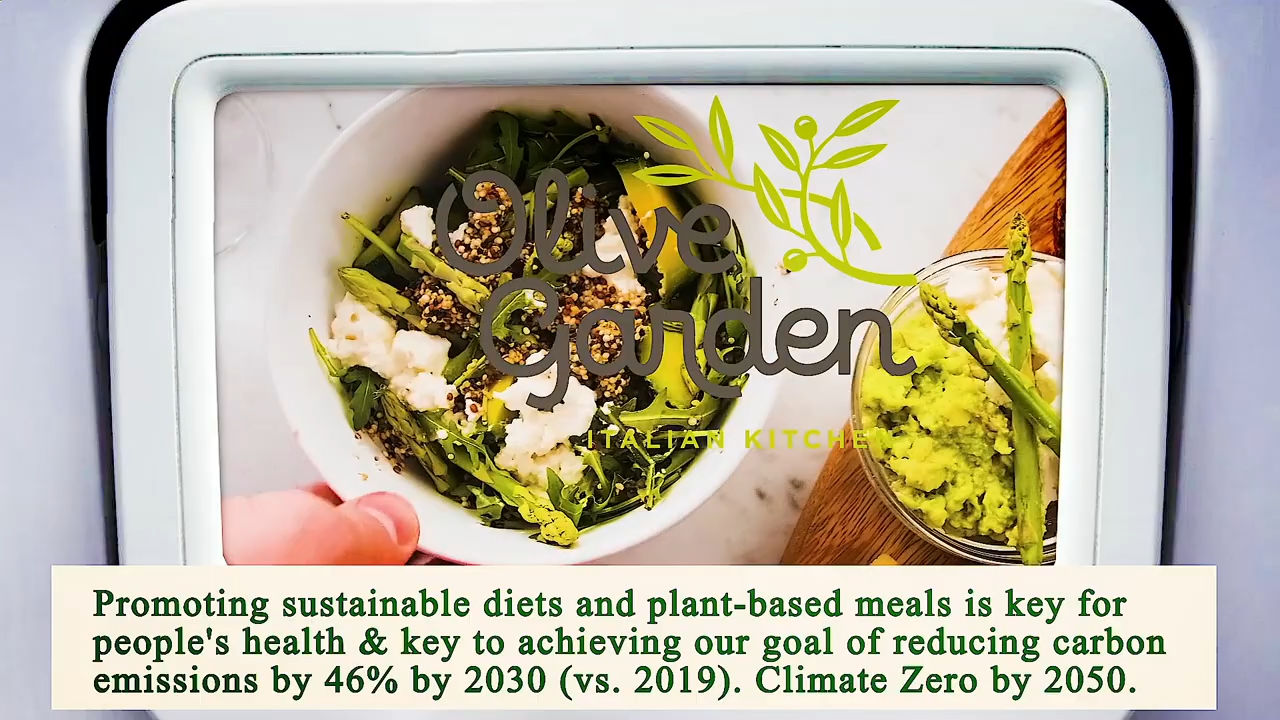 Olive
Garden
ITALIAN KITCHEN
Promoting sustainable diets and plant-based meals is key for
people's health & key to achieving our goal of reducing carbon
emissions by 46% by 2030 (vs. 2019). Climate Zero by 2050.